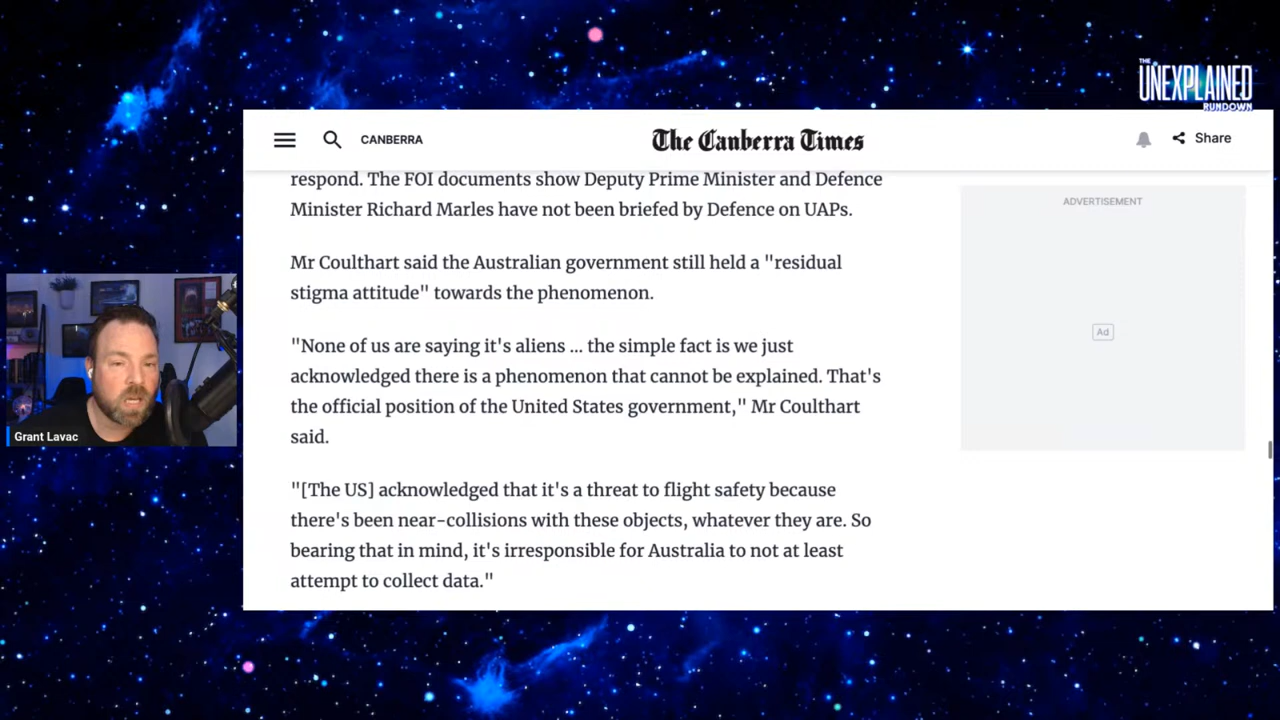 THE
UNEXPLAINED
RUNDOWN
CANBERRA
The Canberra Times
Share
respond. The FOI documents show Deputy Prime Minister and Defence
Minister Richard Marles have not been briefed by Defence on UAPs.
Mr Coulthart said the Australian government still held a "residual
stigma attitude" towards the phenomenon.
"None of us are saying it's aliens ... the simple fact is we just
acknowledged there is a phenomenon that cannot be explained. That's
the official position of the United States government," Mr Coulthart
said.
"[The US] acknowledged that it's a threat to flight safety because
there's been near-collisions with these objects, whatever they are. So
bearing that in mind, it's irresponsible for Australia to not at least
attempt to collect data."
ADVERTISEMENT
Ad
Grant Lavac